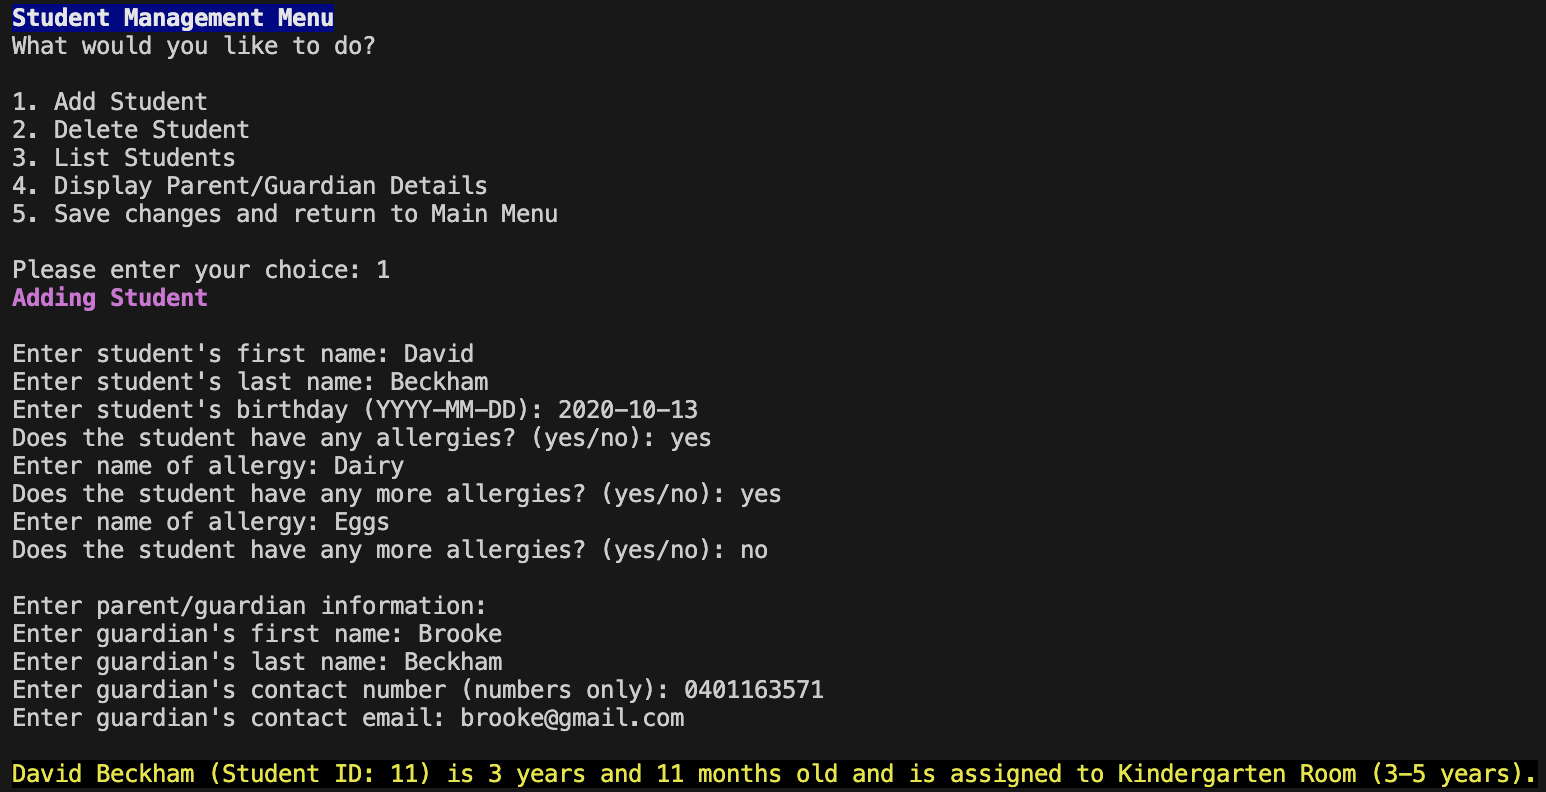 Student Management Menu
What would you like to do?
1. Add Student
2. Delete Student
3. List Students
4. Display Parent/Guardian Details
5. Save changes and return to Main Menu
Please enter your choice: 1
Adding Student
Enter student's first name: David
Enter student's last name: Beckham
Enter student's birthday (YYYY-MM-DD): 2020-10-13
Does the student have any allergies? (yes/no): yes
Enter name of allergy: Dairy
Does the student have any more allergies? (yes/no): yes
Enter name of allergy: Eggs
Does the student have any more allergies? (yes/no): no
Enter parent/guardian information:
Enter guardian's first name: Brooke
Enter guardian's last name: Beckham
Enter guardian's contact number (numbers only): 0401163571
Enter guardian's contact email: brooke@gmail.com
David Beckham (Student ID: 11) is 3 years and 11 months old and is assigned to Kindergarten Room (3-5 years).